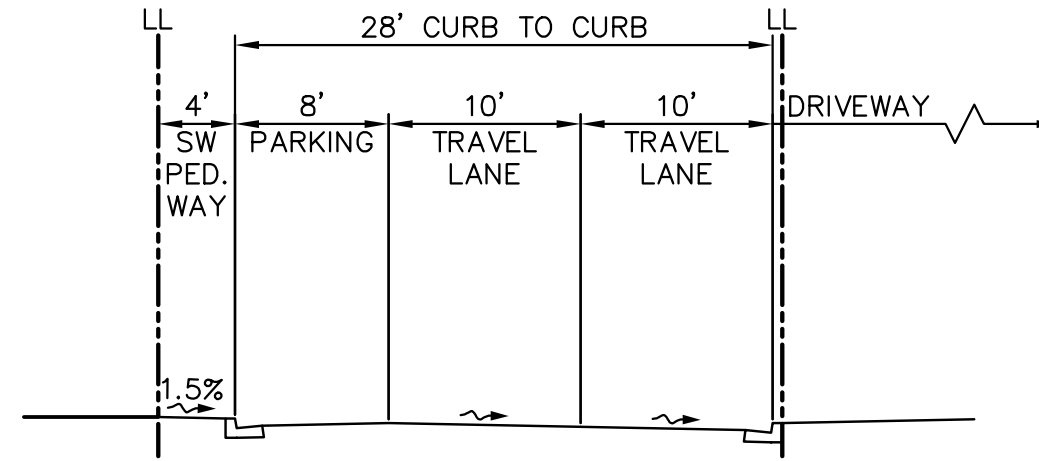 LL
LL
28' CURB TO CURB
4'
8'
10'
10'
DRIVEWAY
SW
PED.
WAY
PARKING
TRAVEL
LANE
TRAVEL
LANE
1.5%